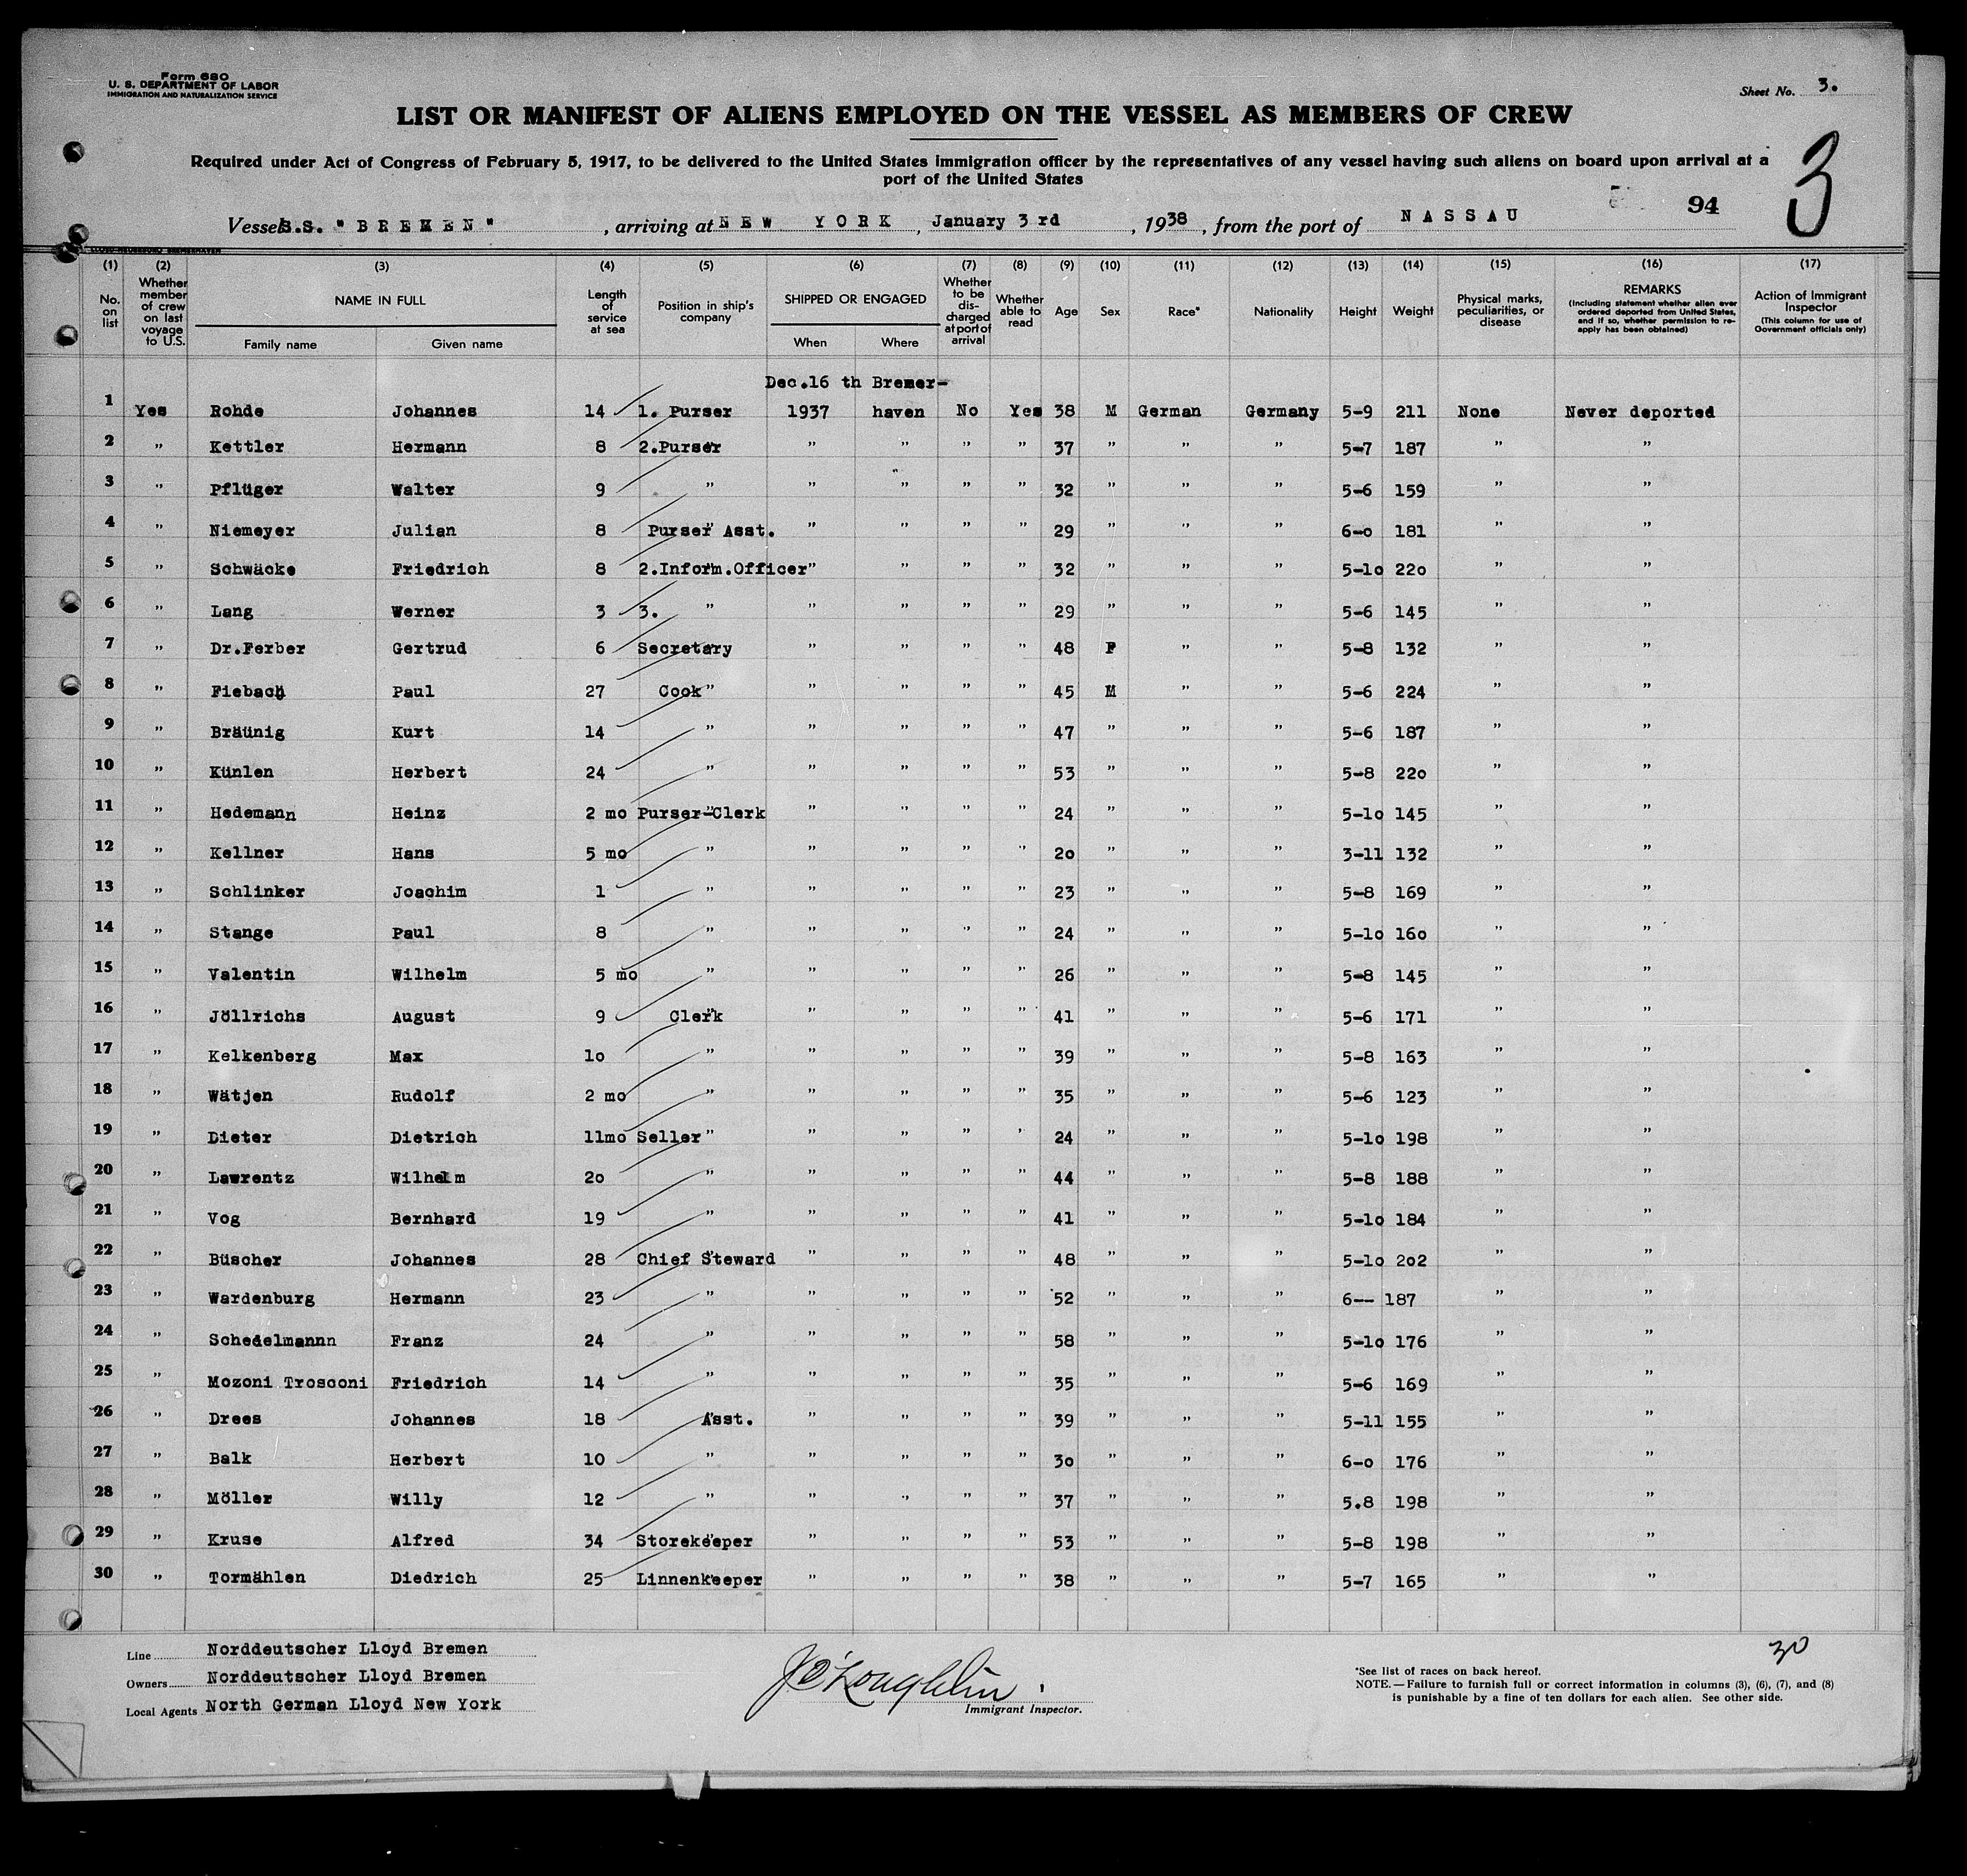 Form 680
U. S. DEPARTMENT OF LABOR
IMMIGRATION AND NATURALIZATION SERVICE
Sheet No. 3.
LIST OR MANIFEST OF ALIENS EMPLOYED ON THE VESSEL AS MEMBERS OF CREW
3
Required under Act of Congress of February 5, 1917, to be delivered to the United States immigration officer by the representatives of any vessel having such aliens on board upon arrival at a
port of the United States
94
Vessel S.S. "BREMEN", arriving at NEW YORK, January 3 rd, 1938, from the port of NASSAU
(1) (2) (3) (4) (5) (6) (7) (8) (9) (10) (11) (12) (13) (14) (15) (16) (17)
No. on list
Whether member of crew on last voyage to U.S.
NAME IN FULL
Family name Given name
Length of service at sea
Position in ship's company
SHIPPED OR ENGAGED
When Where
Whether to be discharged at port of arrival
Whether able to read
Age
Sex
Race*
Nationality
Height
Weight
Physical marks, peculiarities, or disease
REMARKS
(Including statement whether alien ever ordered deported from United States, and if so, whether permission to re-apply has been obtained)
Action of Immigrant Inspector
(This column for use of Government officials only)
Dec.16 th Bremer-
1 Yes Rohde Johannes 14 1. Purser 1937 haven No Yes 38 M German Germany 5-9 211 None Never deported
2 " Kettler Hermann 8 2.Purser " " " " 37 " " " 5-7 187 " "
3 " Pflüger Walter 9 " " " " " 32 " " " 5-6 159 " "
4 " Niemeyer Julian 8 Purser Asst. " " " " 29 " " " 6-o 181 " "
5 " Schwäcke Friedrich 8 2.Inform.Officer " " " " 32 " " " 5-1o 22o " "
6 " Lang Werner 3 3. " " " " " 29 " " " 5-6 145 " "
7 " Dr.Ferber Gertrud 6 Secretary " " " " 48 F " " 5-8 132 " "
8 " Fiebach Paul 27 Cook " " " " 45 M " " 5-6 224 " "
9 " Bräünig Kurt 14 " " " " " 47 " " " 5-6 187 " "
10 " Künlen Herbert 24 " " " " " 53 " " " 5-8 22o " "
11 " Hedemann Heinz 2 mo Purser-Clerk " " " " 24 " " " 5-1o 145 " "
12 " Kellner Hans 5 mo " " " " " 2o " " " 3-11 132 " "
13 " Schlinker Joachim 1 " " " " " 23 " " " 5-8 169 " "
14 " Stange Paul 8 " " " " " 24 " " " 5-1o 16o " "
15 " Valentin Wilhelm 5 mo " " " " " 26 " " " 5-8 145 " "
16 " Jöllrichs August 9 Clerk " " " " 41 " " " 5-6 171 " "
17 " Kelkenberg Max 1o " " " " " 39 " " " 5-8 163 " "
18 " Wätjen Rudolf 2 mo " " " " " 35 " " " 5-6 123 " "
19 " Dieter Dietrich 11mo Seller " " " " 24 " " " 5-1o 198 " "
20 " Lawrentz Wilhelm 2o " " " " " 44 " " " 5-8 188 " "
21 " Vog Bernhard 19 " " " " " 41 " " " 5-1o 184 " "
22 " Büscher Johannes 28 Chief Steward " " " " 48 " " " 5-1o 2o2 " "
23 " Wardenburg Hermann 23 " " " " " 52 " " " 6-- 187 " "
24 " Schedelmannn Franz 24 " " " " " 58 " " " 5-1o 176 " "
25 " Mozoni Trosconi Friedrich 14 " " " " " 35 " " " 5-6 169 " "
26 " Drees Johannes 18 Asst. " " " " 39 " " " 5-11 155 " "
27 " Balk Herbert 10 " " " " " 3o " " " 6-o 176 " "
28 " Möller Willy 12 " " " " " 37 " " " 5.8 198 " "
29 " Kruse Alfred 34 Storekeeper " " " " 53 " " " 5-8 198 " "
30 " Tormählen Diedrich 25 Linnenkeeper " " " " 38 " " " 5-7 165 " "
Line Norddeutscher Lloyd Bremen
Owners Norddeutscher Lloyd Bremen
Local Agents North German Lloyd New York
J O'Loughlin
Immigrant Inspector.
30
*See list of races on back hereof.
NOTE.—Failure to furnish full or correct information in columns (3), (6), (7), and (8)
is punishable by a fine of ten dollars for each alien. See other side.